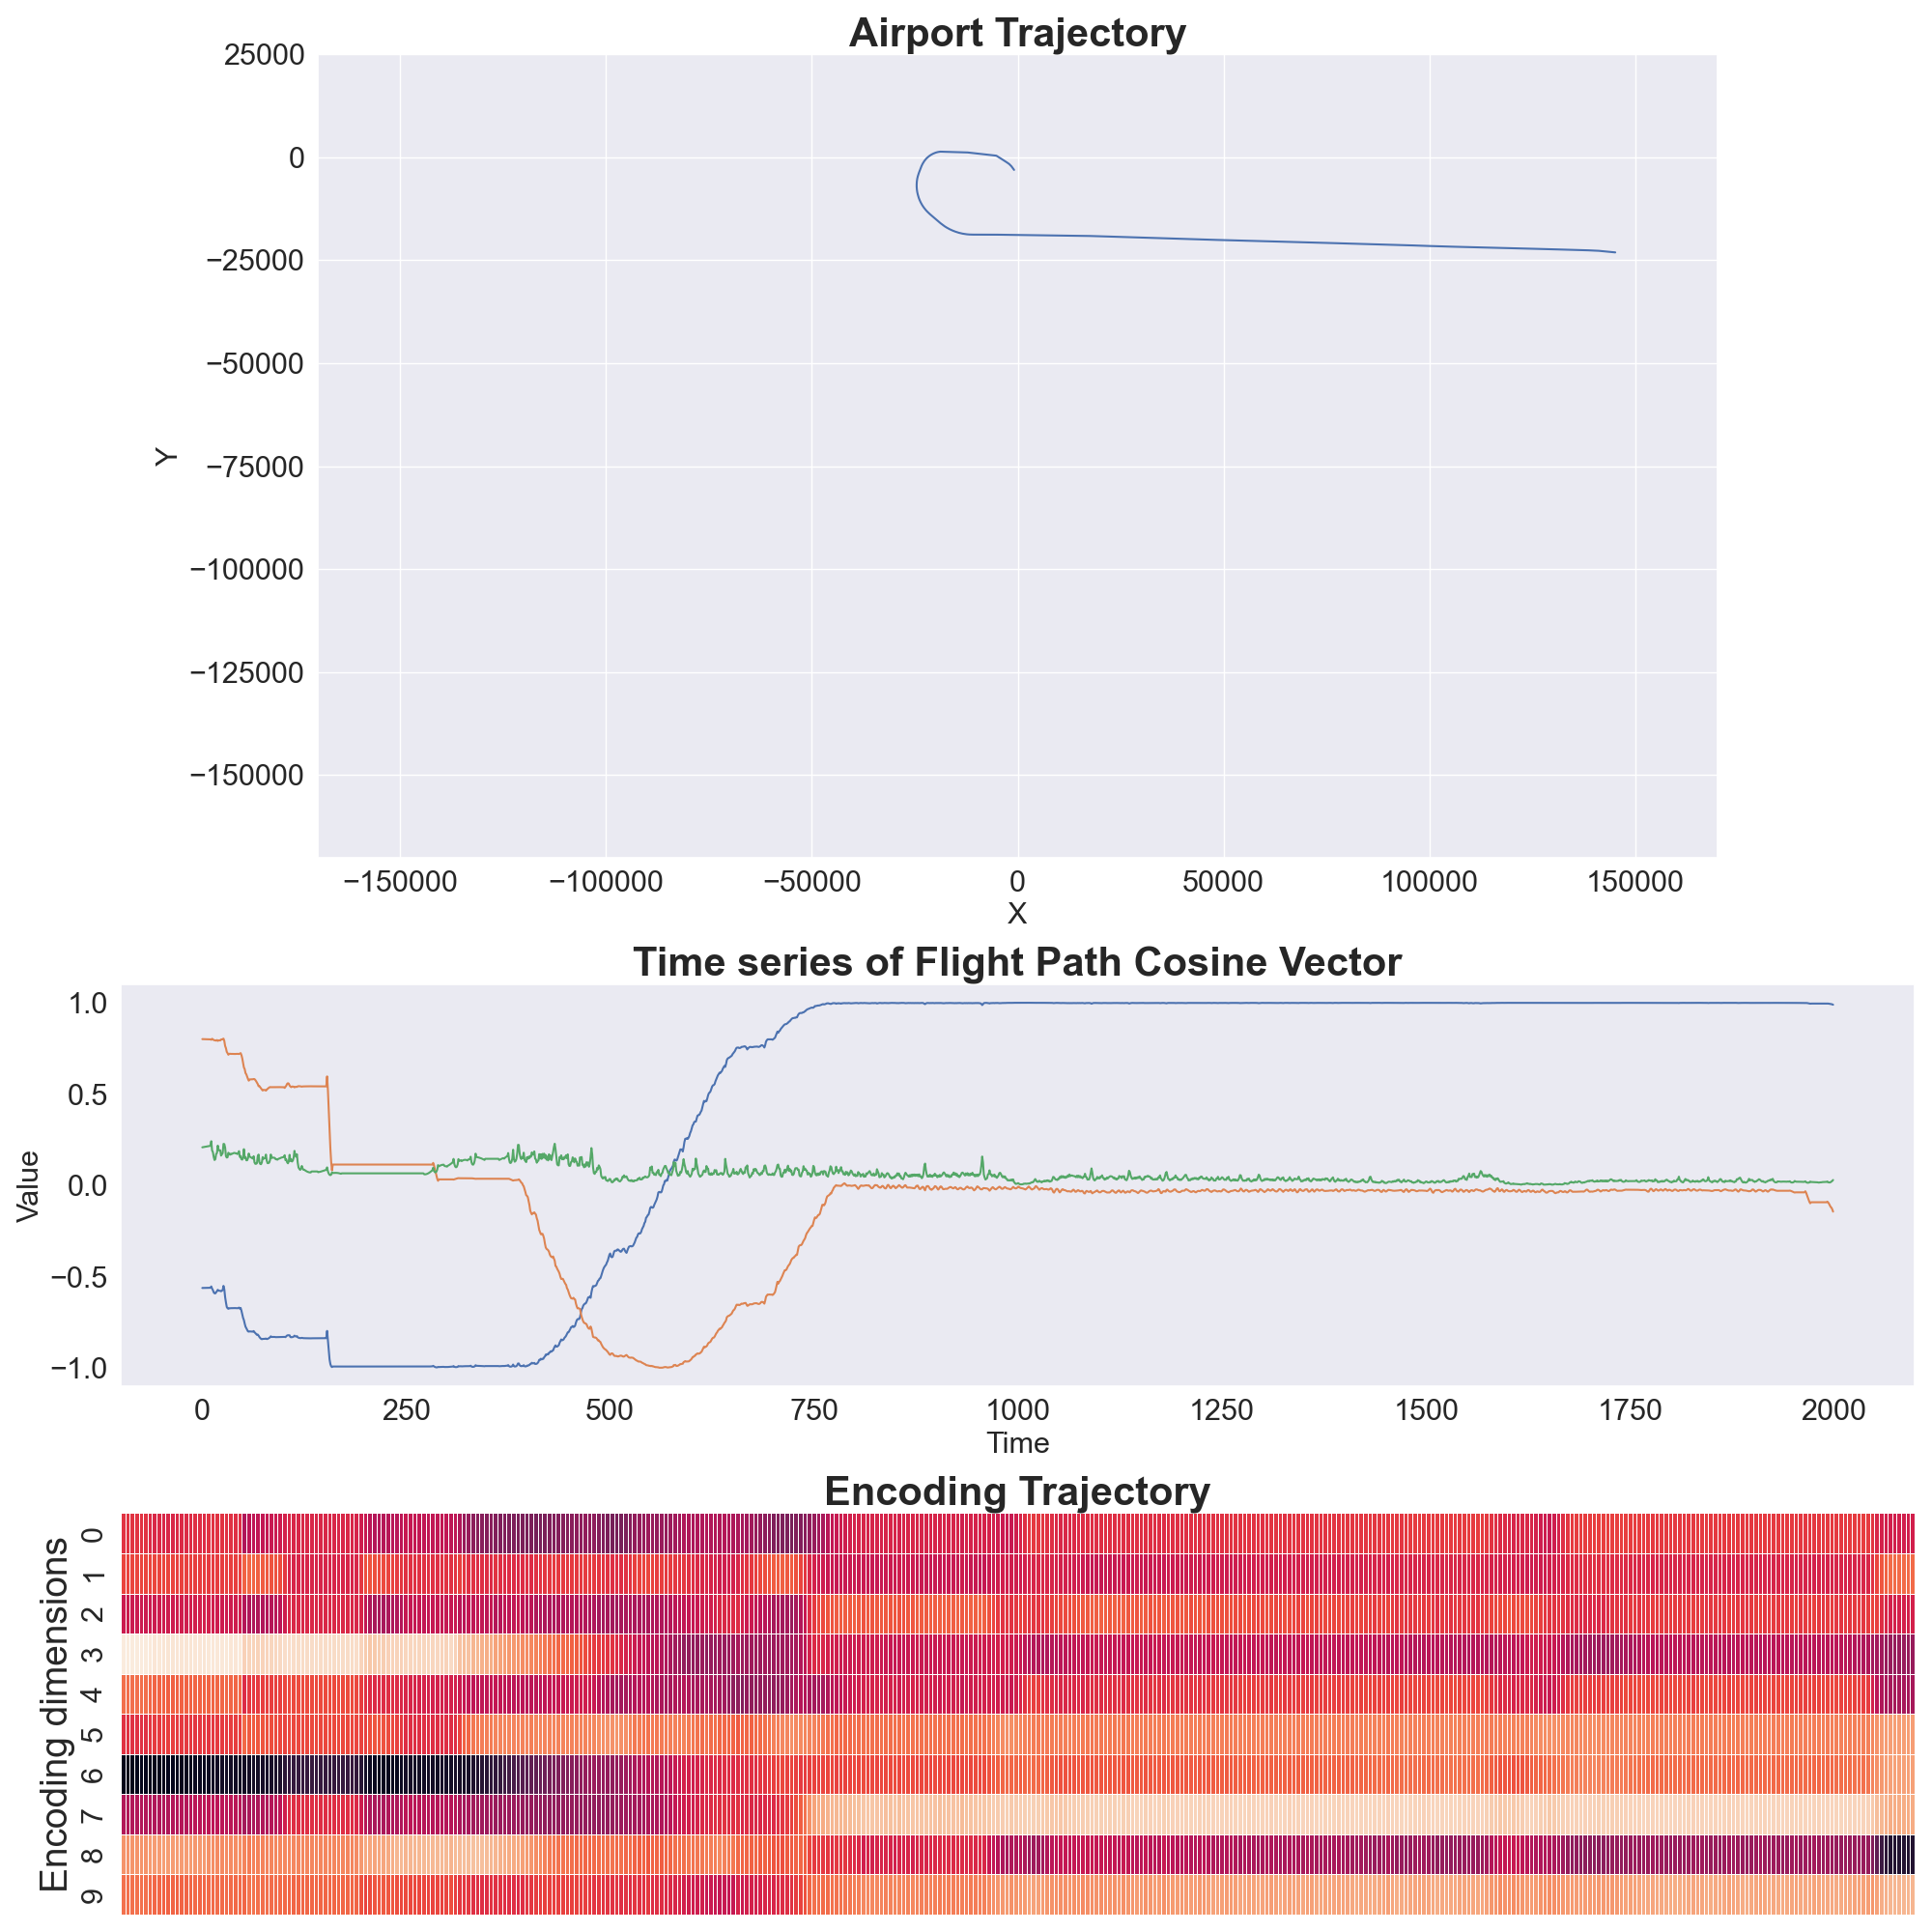 Airport Trajectory
25000
0
−25000
−50000
−75000
−100000
−125000
−150000
Y
−150000 −100000 −50000 0 50000 100000 150000
X
Time series of Flight Path Cosine Vector
1.0
0.5
0.0
−0.5
−1.0
Value
0 250 500 750 1000 1250 1500 1750 2000
Time
Encoding Trajectory
Encoding dimensions
0
1
2
3
4
5
6
7
8
9